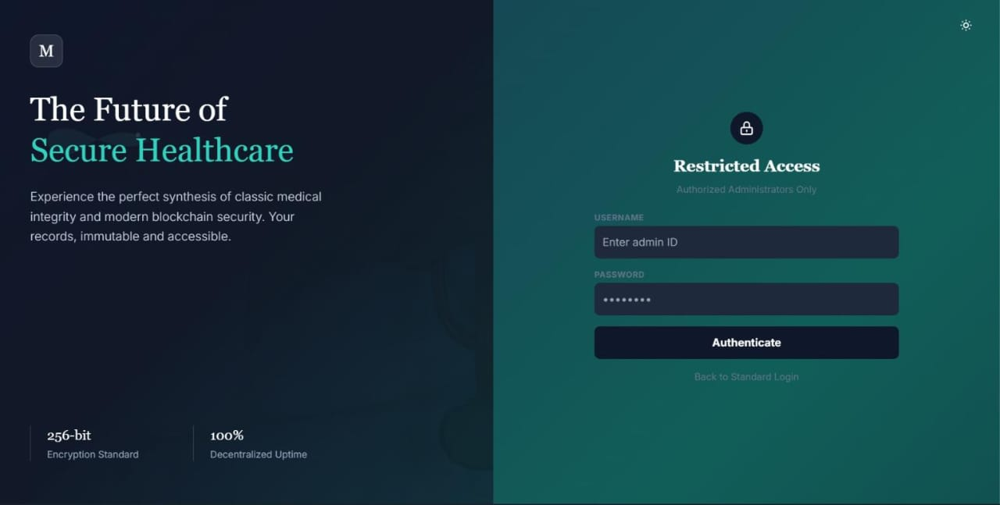 M
The Future of
Secure Healthcare
Experience the perfect synthesis of classic medical
integrity and modern blockchain security. Your
records, immutable and accessible.
256-bit
Encryption Standard
100%
Decentralized Uptime
Restricted Access
Authorized Administrators Only
USERNAME
Enter admin ID
PASSWORD
••••••••
Authenticate
Back to Standard Login